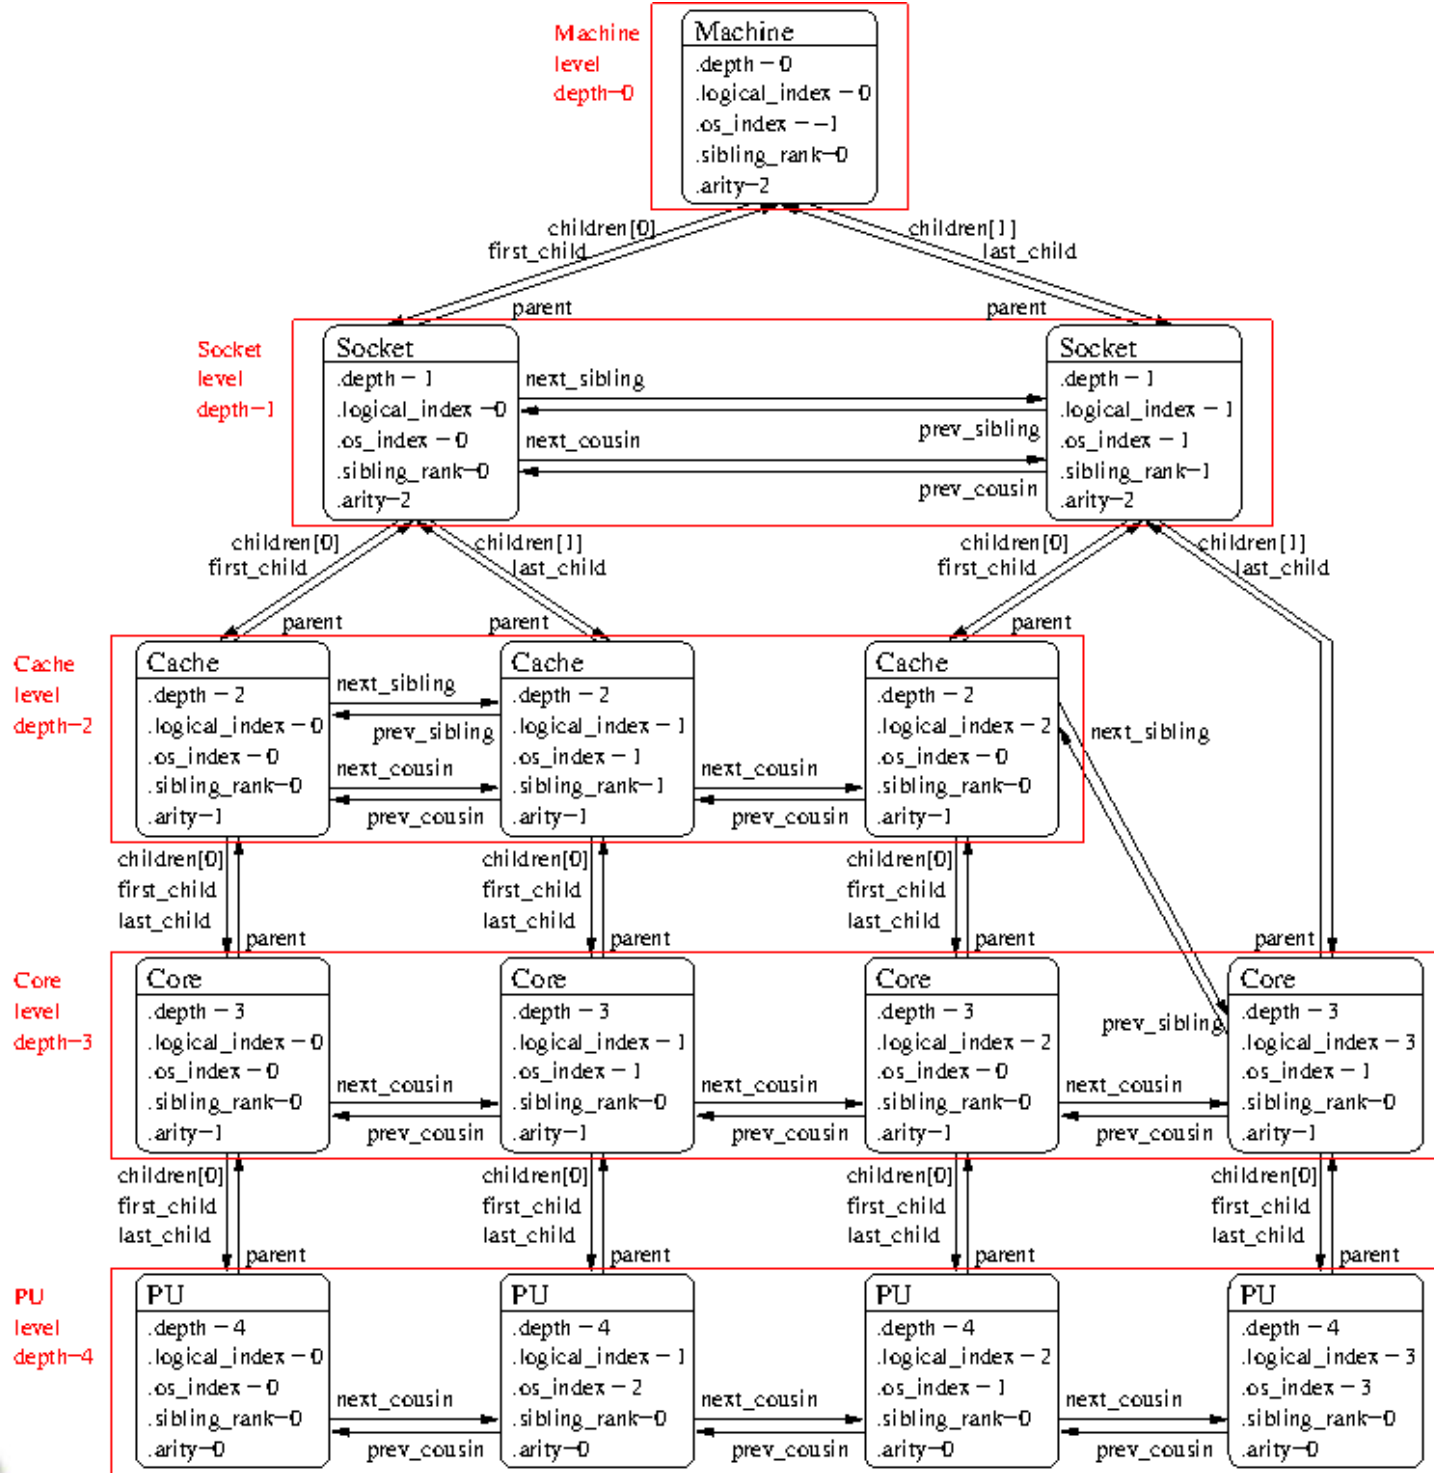 Machine
level
depth=0
Machine
.depth = 0
.logical_index = 0
.os_index = -1
.sibling_rank=0
.arity=2
children[0]
first_child
children[1]
last_child
parent
parent
Socket
level
depth=1
Socket
.depth = 1
.logical_index =0
.os_index = 0
.sibling_rank=0
.arity=2
next_sibling
prev_sibling
next_cousin
prev_cousin
Socket
.depth = 1
.logical_index = 1
.os_index = 1
.sibling_rank=1
.arity=2
children[0]
first_child
children[1]
last_child
children[0]
first_child
children[1]
last_child
parent
parent
parent
Cache
level
depth=2
Cache
.depth = 2
.logical_index = 0
.os_index = 0
.sibling_rank=0
.arity=1
next_sibling
prev_sibling
next_cousin
prev_cousin
Cache
.depth = 2
.logical_index = 1
.os_index = 1
.sibling_rank=1
.arity=1
next_cousin
prev_cousin
Cache
.depth = 2
.logical_index = 2
.os_index = 0
.sibling_rank=0
.arity=1
next_sibling
children[0]
first_child
last_child
parent
children[0]
first_child
last_child
parent
children[0]
first_child
last_child
parent
parent
prev_sibling
Core
level
depth=3
Core
.depth = 3
.logical_index = 0
.os_index = 0
.sibling_rank=0
.arity=1
next_cousin
prev_cousin
Core
.depth = 3
.logical_index = 1
.os_index = 1
.sibling_rank=0
.arity=1
next_cousin
prev_cousin
Core
.depth = 3
.logical_index = 2
.os_index = 0
.sibling_rank=0
.arity=1
next_cousin
prev_cousin
Core
.depth = 3
.logical_index = 3
.os_index = 1
.sibling_rank=0
.arity=1
children[0]
first_child
last_child
parent
children[0]
first_child
last_child
parent
children[0]
first_child
last_child
parent
children[0]
first_child
last_child
parent
PU
level
depth=4
PU
.depth = 4
.logical_index = 0
.os_index = 0
.sibling_rank=0
.arity=0
next_cousin
prev_cousin
PU
.depth = 4
.logical_index = 1
.os_index = 2
.sibling_rank=0
.arity=0
next_cousin
prev_cousin
PU
.depth = 4
.logical_index = 2
.os_index = 1
.sibling_rank=0
.arity=0
next_cousin
prev_cousin
PU
.depth = 4
.logical_index = 3
.os_index = 3
.sibling_rank=0
.arity=0